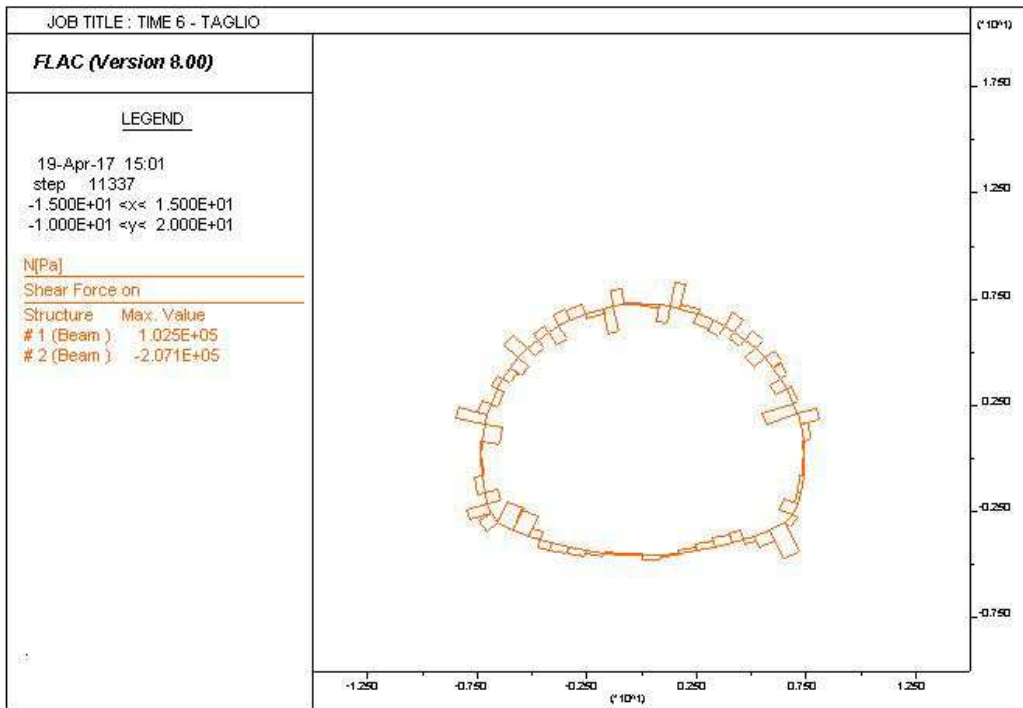 JOB TITLE : TIME 6 - TAGLIO
(*10^1)
FLAC (Version 8.00)
LEGEND
19-Apr-17 15:01
step 11337
-1.500E+01 <x< 1.500E+01
-1.000E+01 <y< 2.000E+01
N[Pa]
Shear Force on
Structure Max. Value
# 1 (Beam ) 1.025E+05
# 2 (Beam ) -2.071E+05
1.750
1.250
0.750
0.250
-0.250
-0.750
-1.250 -0.750 -0.250 0.250 0.750 1.250
(*10^1)